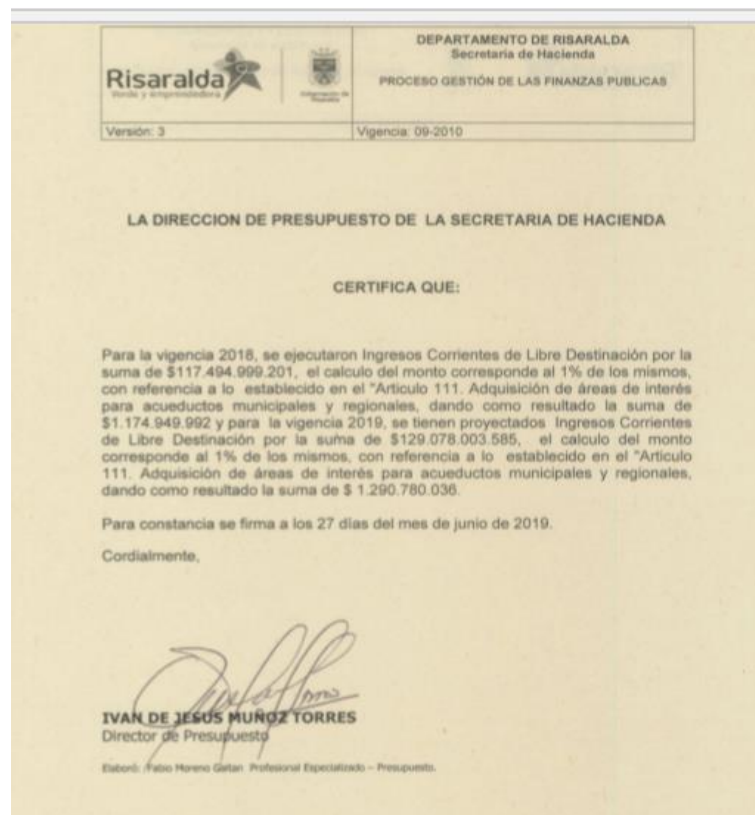 DEPARTAMENTO DE RISARALDA
Secretaria de Hacienda
PROCESO GESTIÓN DE LAS FINANZAS PUBLICAS
Risaralda
Verde y emprendedora
Gobernación de
Risaralda
Versión: 3
Vigencia: 09-2010
LA DIRECCION DE PRESUPUESTO DE LA SECRETARIA DE HACIENDA
CERTIFICA QUE:
Para la vigencia 2018, se ejecutaron Ingresos Corrientes de Libre Destinación por la
suma de $117.494.999.201, el calculo del monto corresponde al 1% de los mismos,
con referencia a lo establecido en el "Articulo 111. Adquisición de áreas de interés
para acueductos municipales y regionales, dando como resultado la suma de
$1.174.949.992 y para la vigencia 2019, se tienen proyectados Ingresos Corrientes
de Libre Destinación por la suma de $129.078.003.585, el calculo del monto
corresponde al 1% de los mismos, con referencia a lo establecido en el "Articulo
111. Adquisición de áreas de interés para acueductos municipales y regionales,
dando como resultado la suma de $ 1.290.780.036.
Para constancia se firma a los 27 días del mes de junio de 2019.
Cordialmente,
IVAN DE JESUS MUÑOZ TORRES
Director de Presupuesto
Elaboró: Fabio Moreno Gaitan Profesional Especializado – Presupuesto.